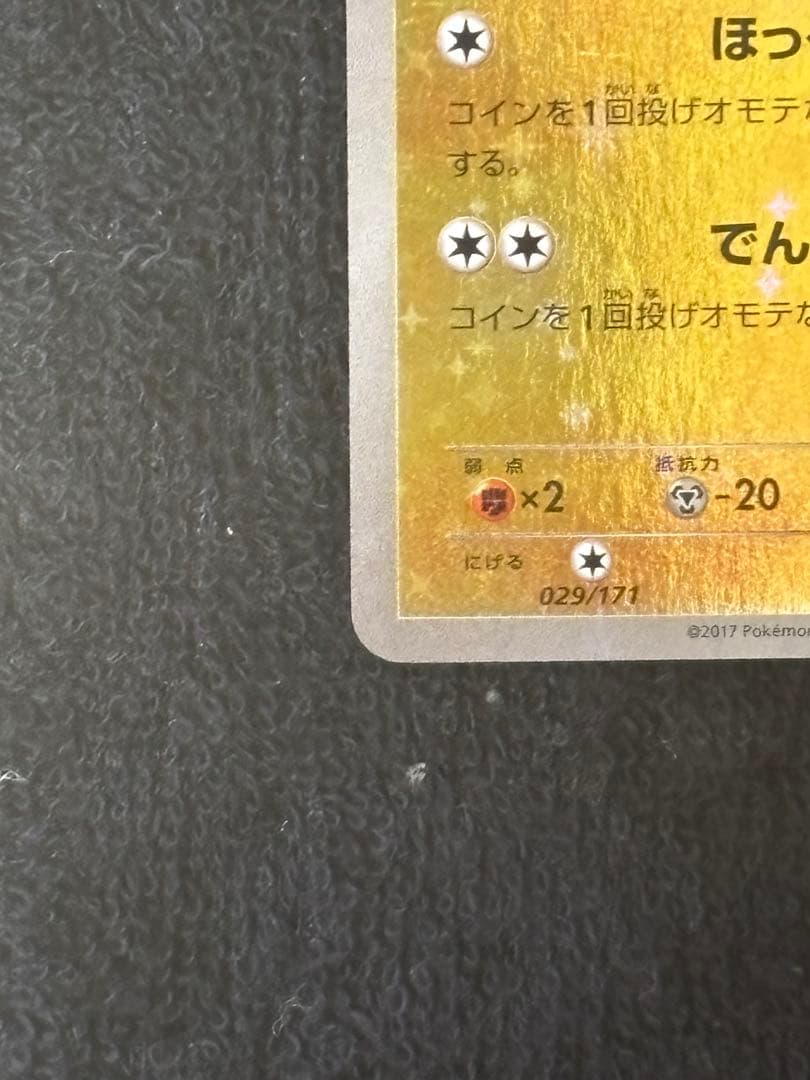 ほっ
コインを1回投げオモテ
する。
でん
コインを1回投げオモテな
弱点 抵抗力
×2 -20
にげる
029/171
©2017 Pokémon